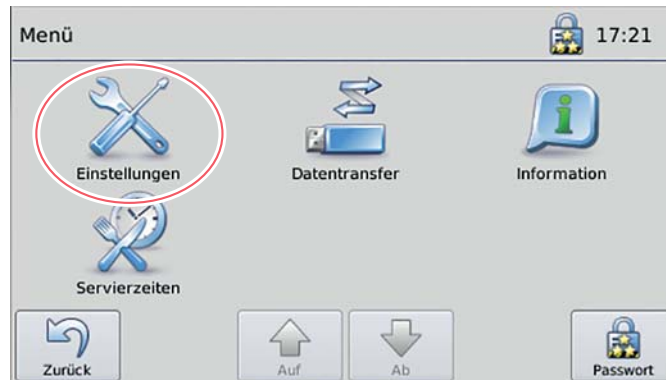 Menü
17:21
Einstellungen
Datentransfer
Information
Servierzeiten
Zurück
Auf
Ab
Passwort